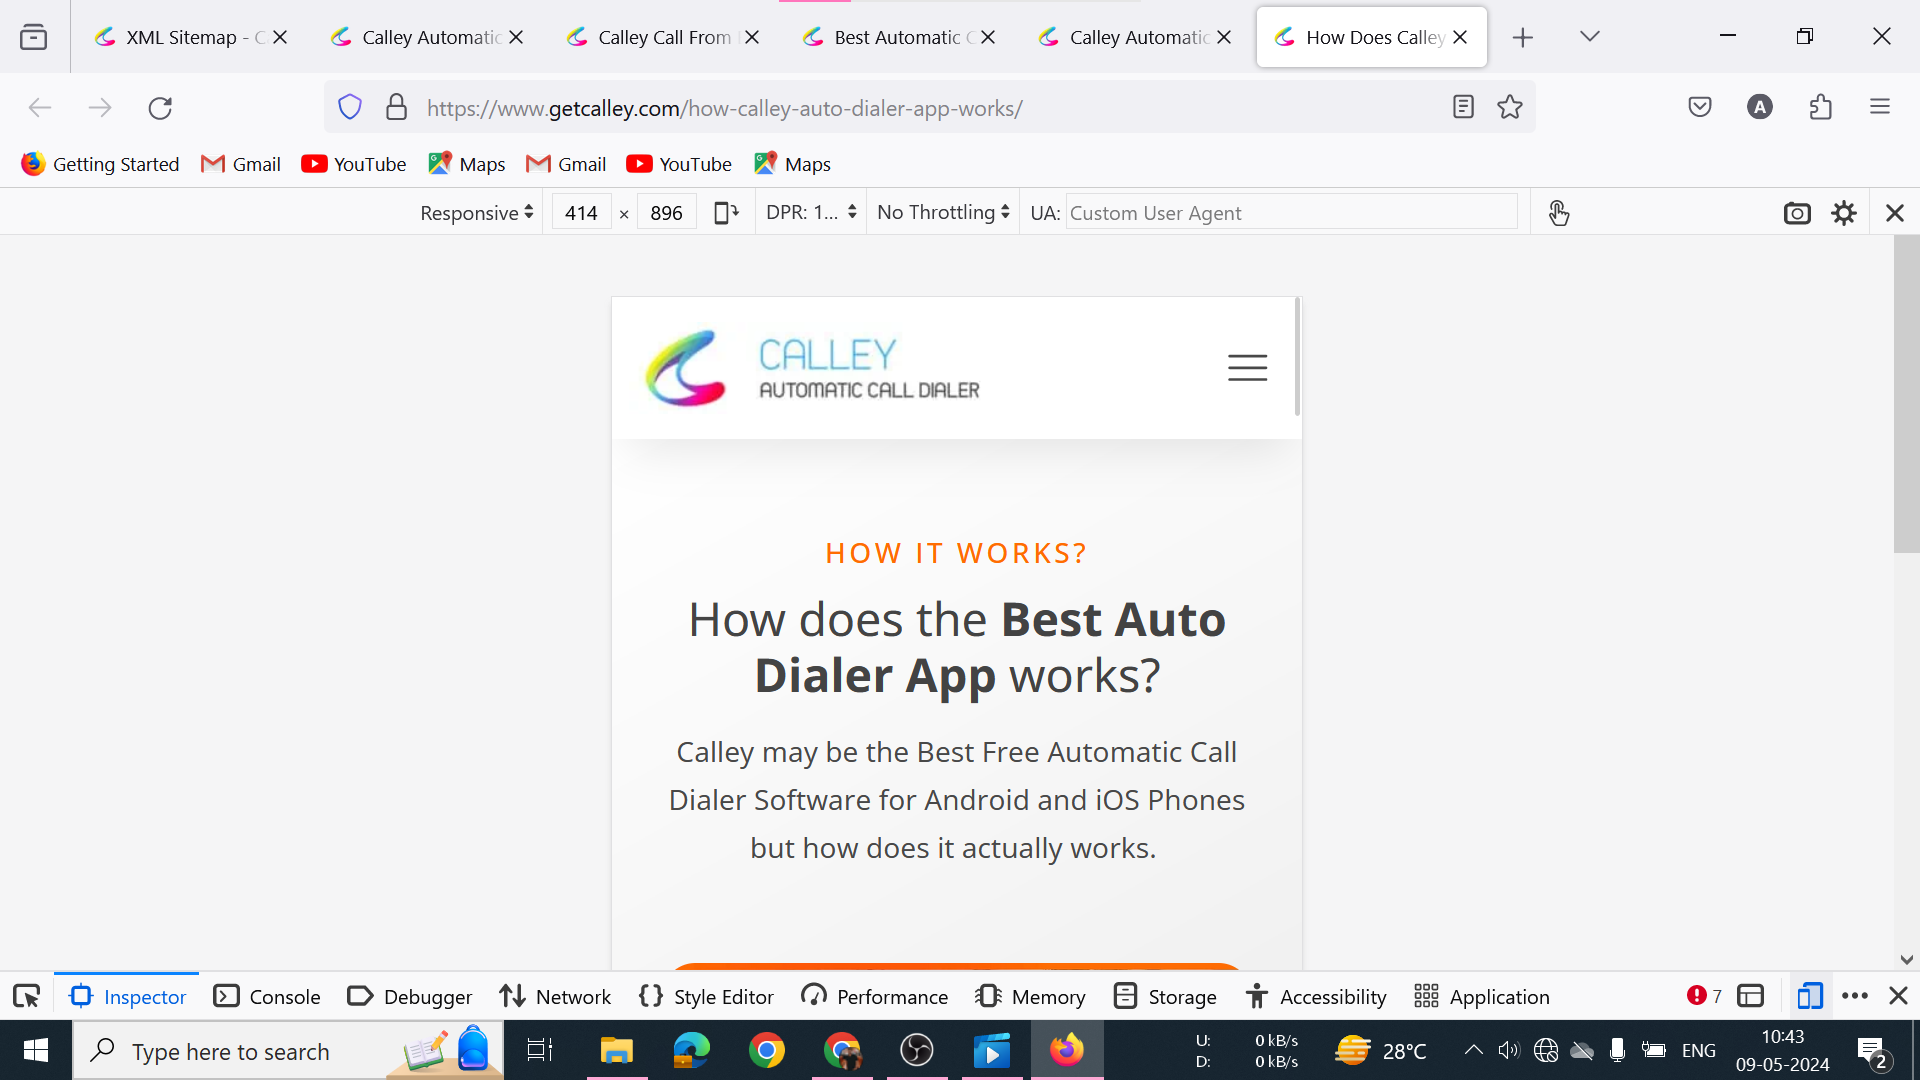 XML Sitemap - C
Calley Automatic
Calley Call From
Best Automatic C
Calley Automatic
How Does Calley
https://www.getcalley.com/how-calley-auto-dialer-app-works/
A
Getting Started
Gmail
YouTube
Maps
Gmail
YouTube
Maps
Responsive
414 × 896
DPR: 1...
No Throttling
UA: Custom User Agent
CALLEY
AUTOMATIC CALL DIALER
HOW IT WORKS?
How does the Best Auto
Dialer App works?
Calley may be the Best Free Automatic Call
Dialer Software for Android and iOS Phones
but how does it actually works.
Inspector
Console
Debugger
Network
Style Editor
Performance
Memory
Storage
Accessibility
Application
7
Type here to search
U: 0 kB/s
D: 0 kB/s
28°C
ENG
10:43
09-05-2024
2